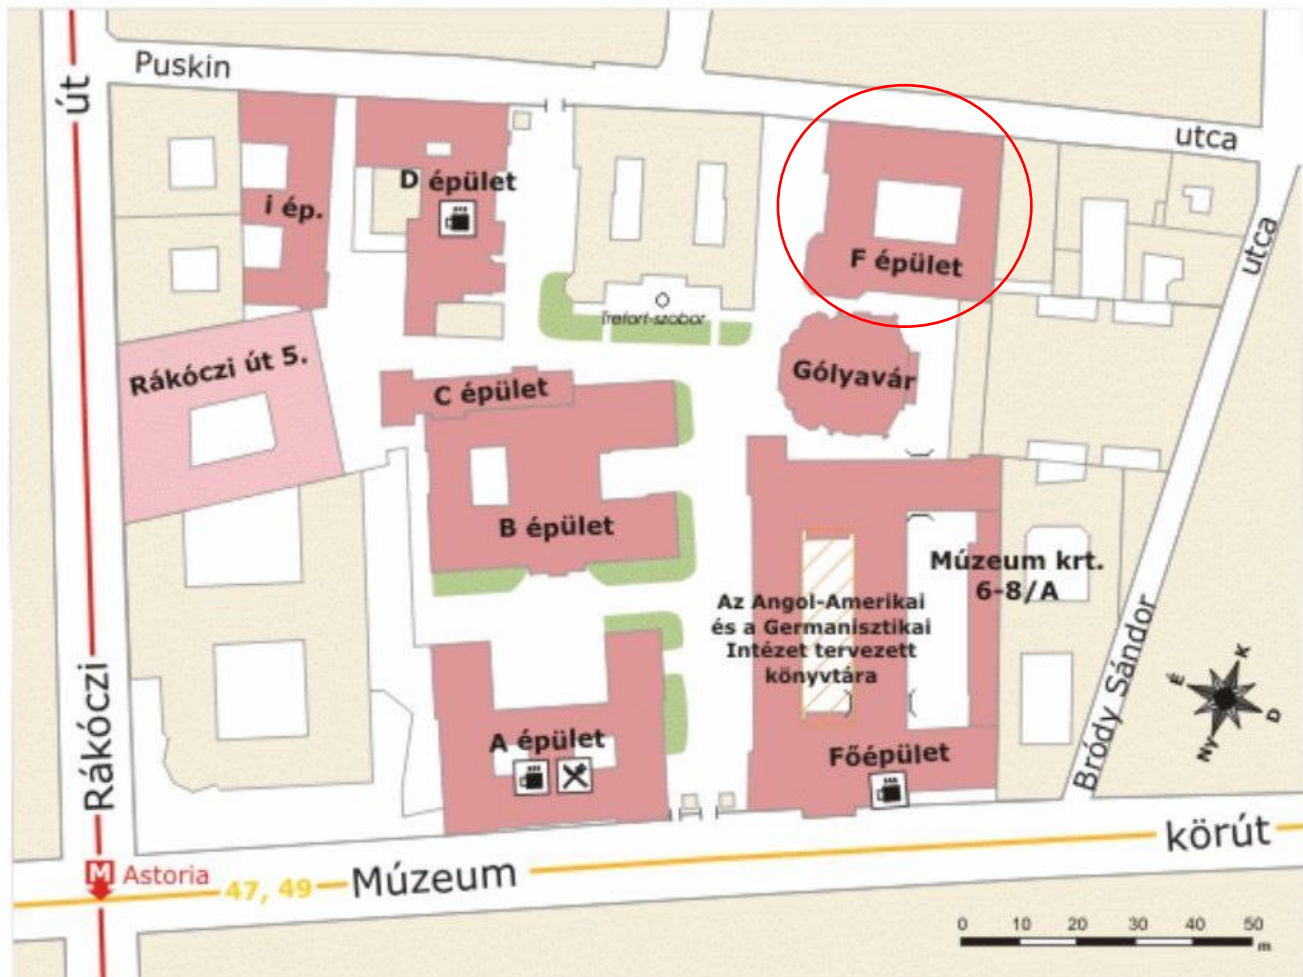 Puskin
utca
út
D épület
i ép.
F épület
utca
Trefort-szobor
Rákóczi út 5.
C épület
Gólyavár
B épület
Múzeum krt.
6-8/A
Az Angol-Amerikai
és a Germanisztikai
Intézet tervezett
könyvtára
É
K
D
Ny
Rákóczi
Bródy Sándor
A épület
Főépület
M Astoria
47, 49
Múzeum
körút
0 10 20 30 40 50
m